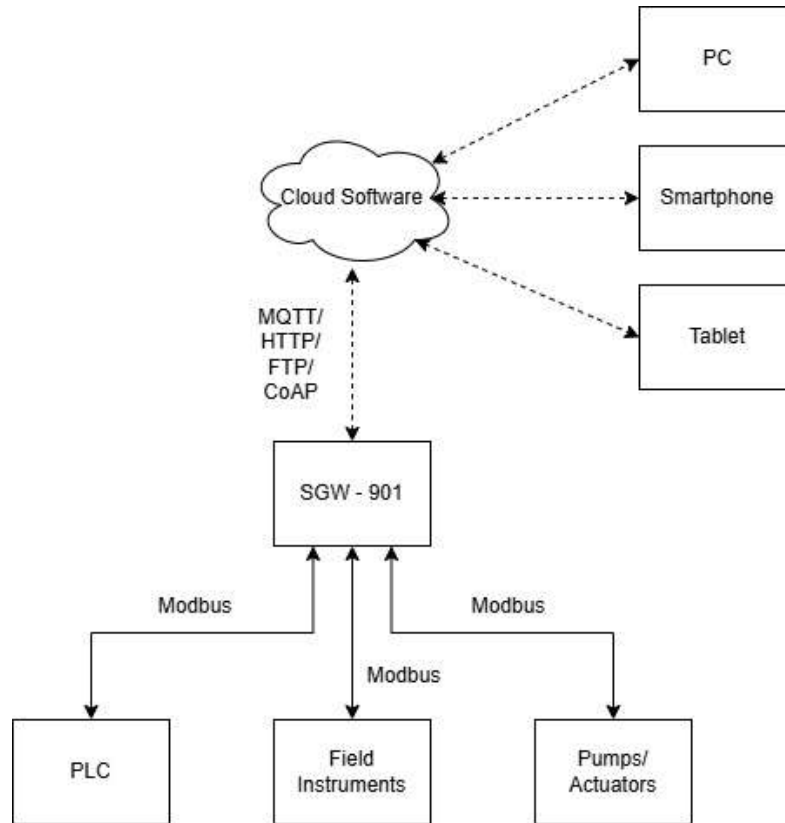 PC
Cloud Software
Smartphone
MQTT/
HTTP/
FTP/
CoAP
Tablet
SGW - 901
Modbus
Modbus
Modbus
PLC
Field
Instruments
Pumps/
Actuators